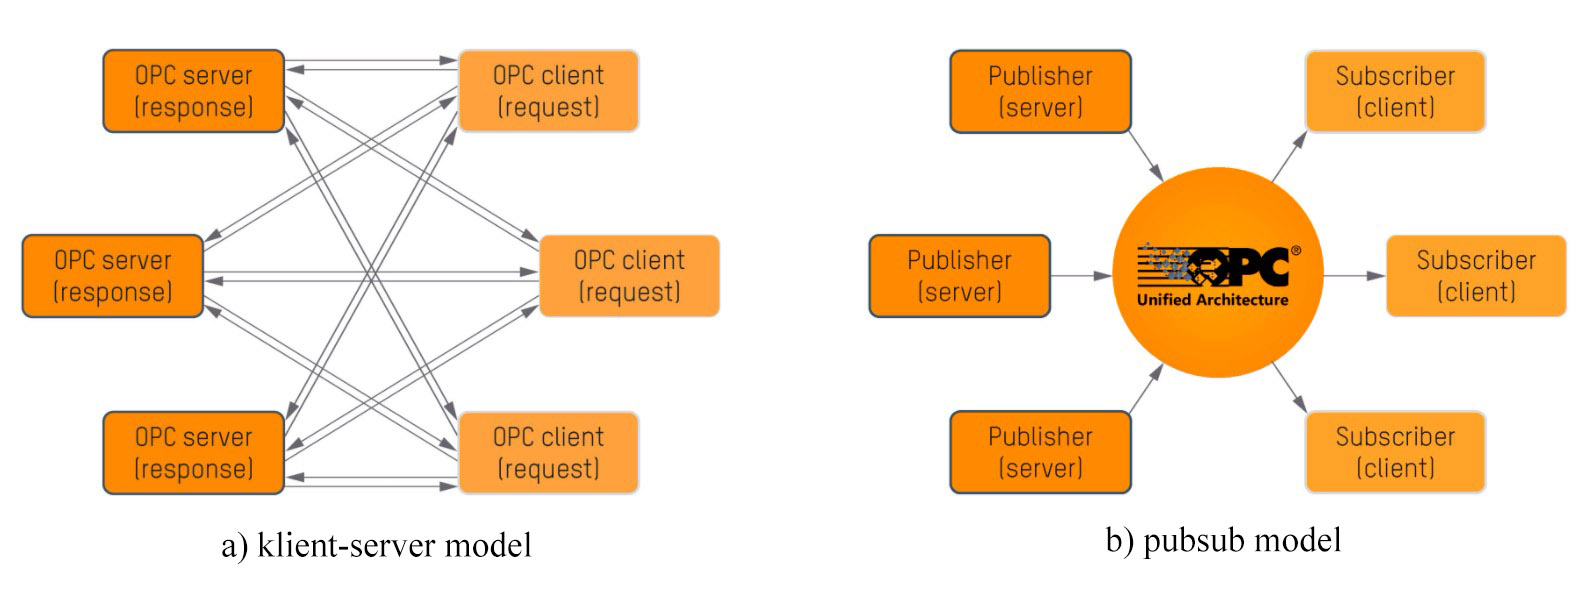 OPC server
(response)
OPC client
(request)
OPC server
(response)
OPC client
(request)
OPC server
(response)
OPC client
(request)
a) klient-server model
Publisher
(server)
Subscriber
(client)
Publisher
(server)
OPC®
Unified Architecture
Subscriber
(client)
Publisher
(server)
Subscriber
(client)
b) pubsub model